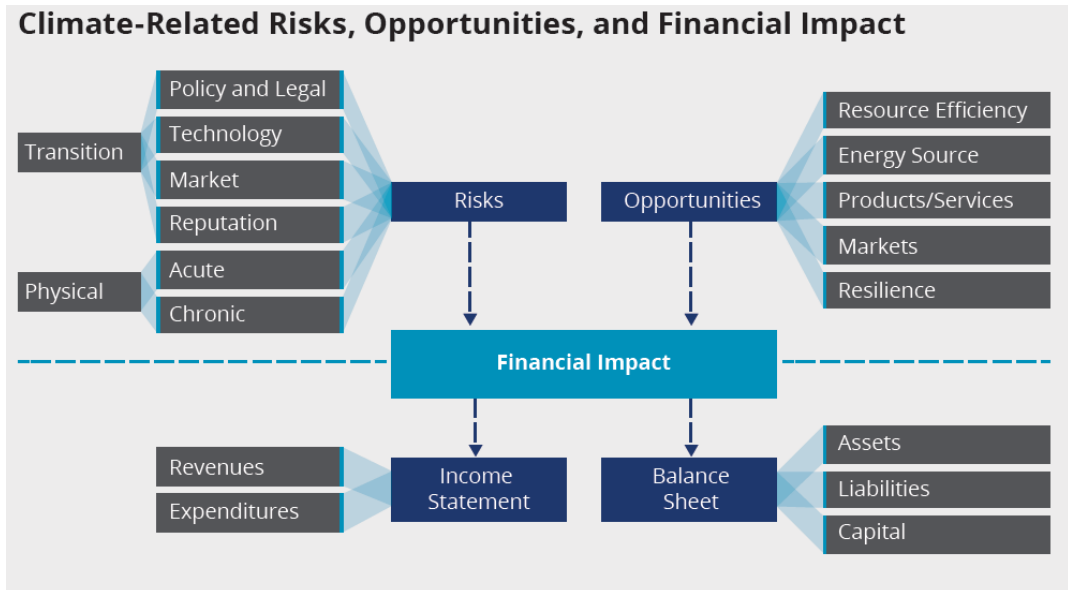 Climate-Related Risks, Opportunities, and Financial Impact
Transition
Physical
Policy and Legal
Technology
Market
Reputation
Acute
Chronic
Risks
Opportunities
Resource Efficiency
Energy Source
Products/Services
Markets
Resilience
Financial Impact
Revenues
Expenditures
Income
Statement
Balance
Sheet
Assets
Liabilities
Capital